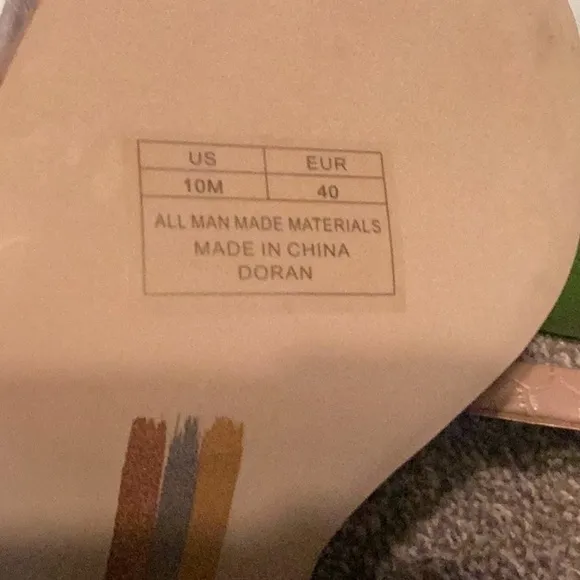 US EUR
10M 40
ALL MAN MADE MATERIALS
MADE IN CHINA
DORAN